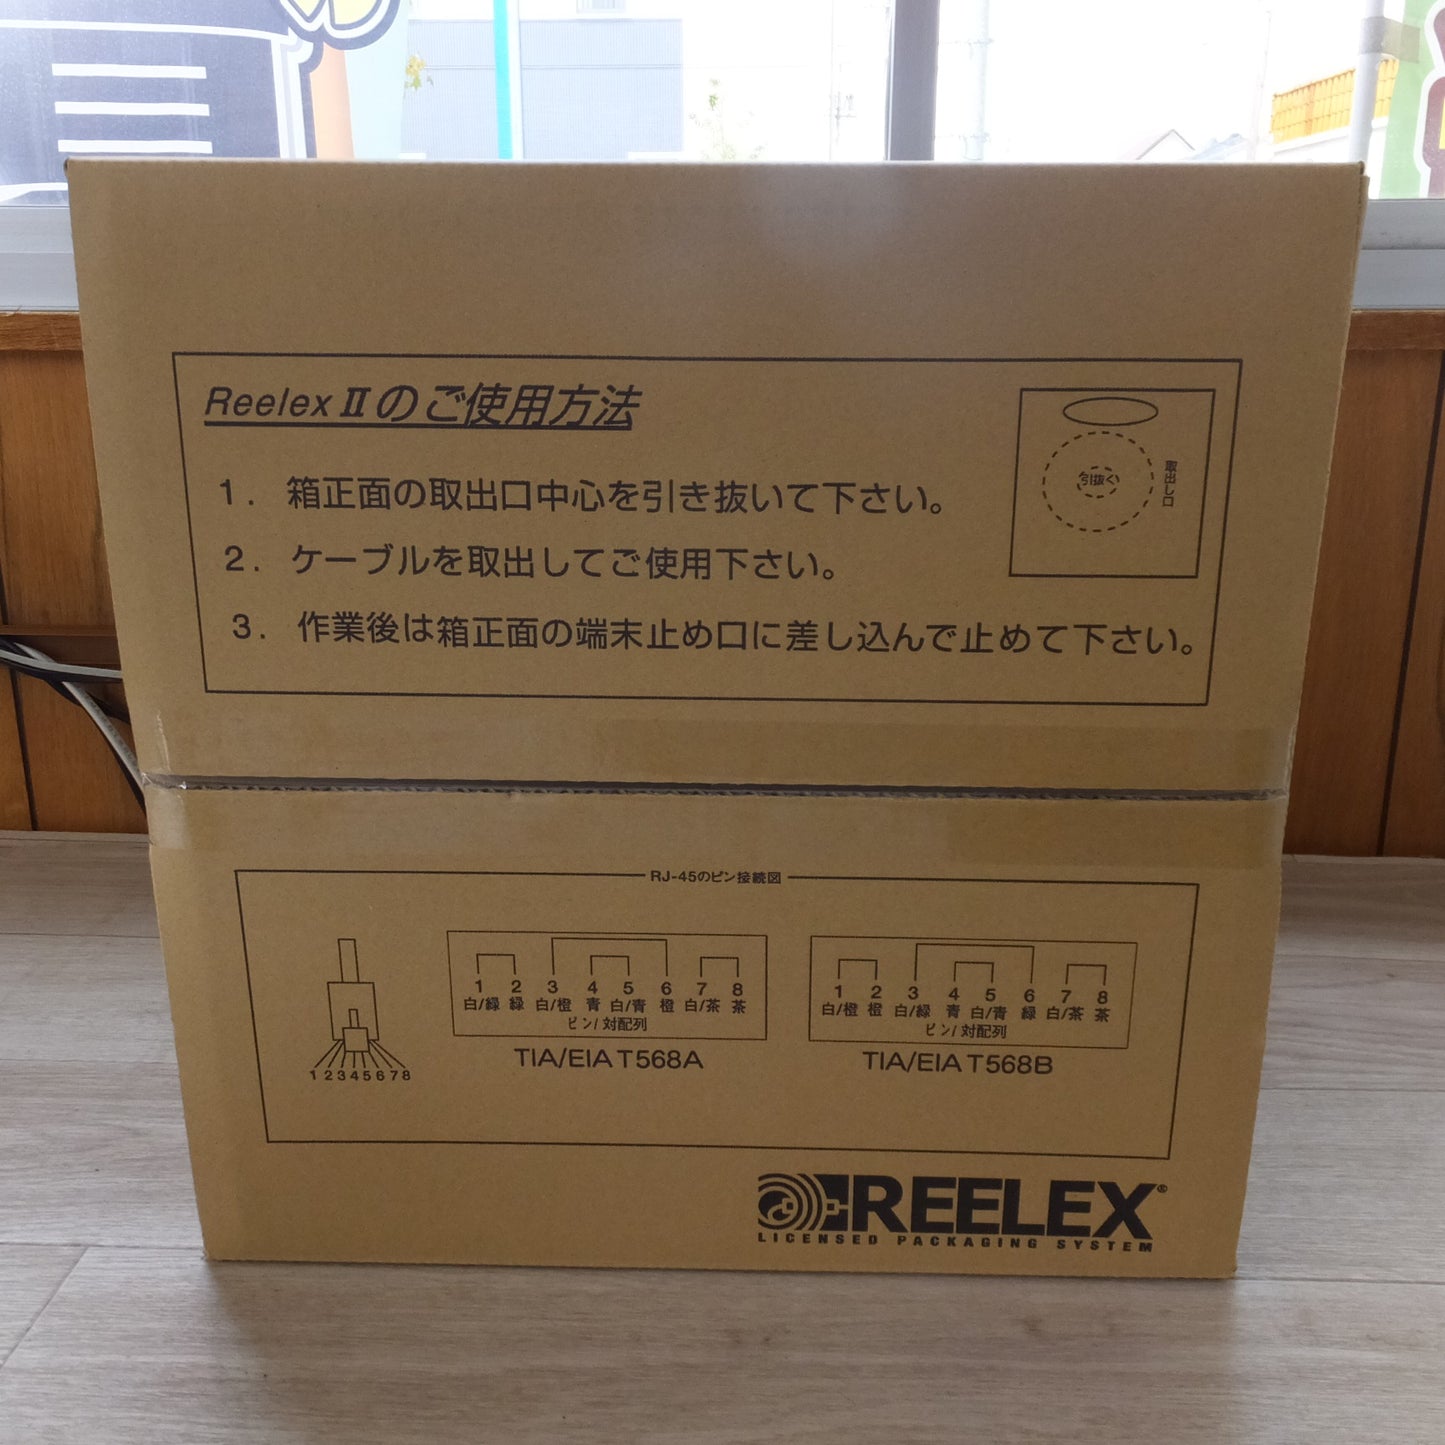 Reelex Ⅱのご使用方法
1. 箱正面の取出口中心を引き抜いて下さい。
2. ケーブルを取出してご使用下さい。
3. 作業後は箱正面の端末止め口に差し込んで止めて下さい。
引抜く
取出し口
RJ-45のピン接続図
12345678
1 2 3 4 5 6 7 8
白/緑 緑 白/橙 青 白/青 橙 白/茶 茶
ピン/対配列
TIA/EIA T568A
1 2 3 4 5 6 7 8
白/橙 橙 白/緑 青 白/青 緑 白/茶 茶
ピン/対配列
TIA/EIA T568B
REELEX®
LICENSED PACKAGING SYSTEM